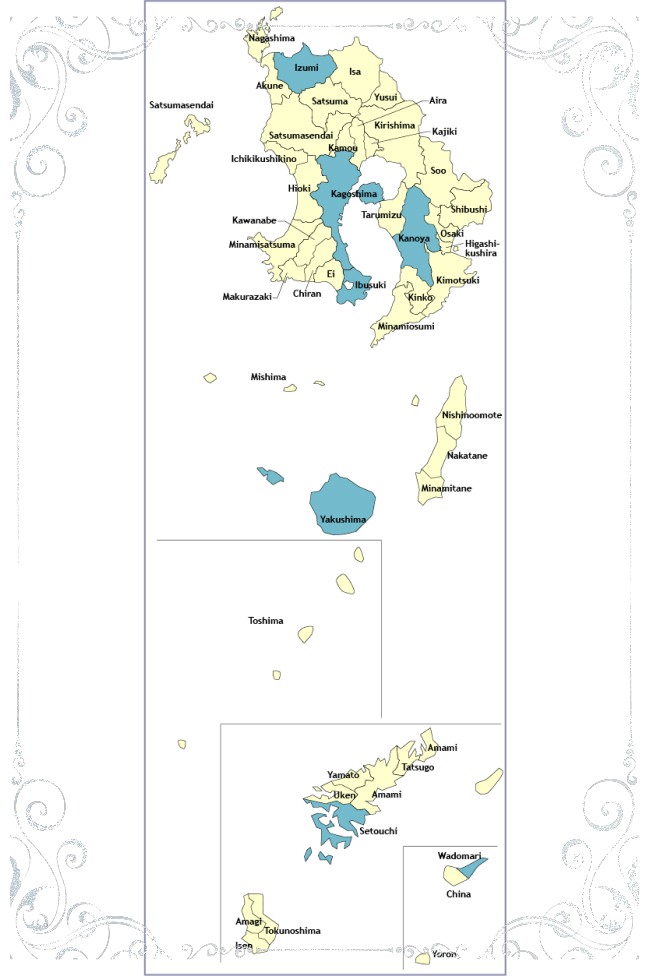 Nagashima
Izumi
Isa
Akune
Yusui
Satsuma
Aira
Satsumasendai
Kirishima
Kajiki
Satsumasendai
Kamou
Ichikikushikino
Soo
Hioki
Kagoshima
Shibushi
Tarumizu
Kawanabe
Osaki
Kanoya
Minamisatsuma
Higashi-
kushira
Ei
Kimotsuki
Ibusuki
Makurazaki
Chiran
Kinko
Minamiosumi
Mishima
Nishinoomote
Nakatane
Minamitane
Yakushima
Toshima
Amami
Tatsugo
Yamato
Uken
Amami
Setouchi
Wadomari
China
Amagi
Tokunoshima
Isen
Yoron